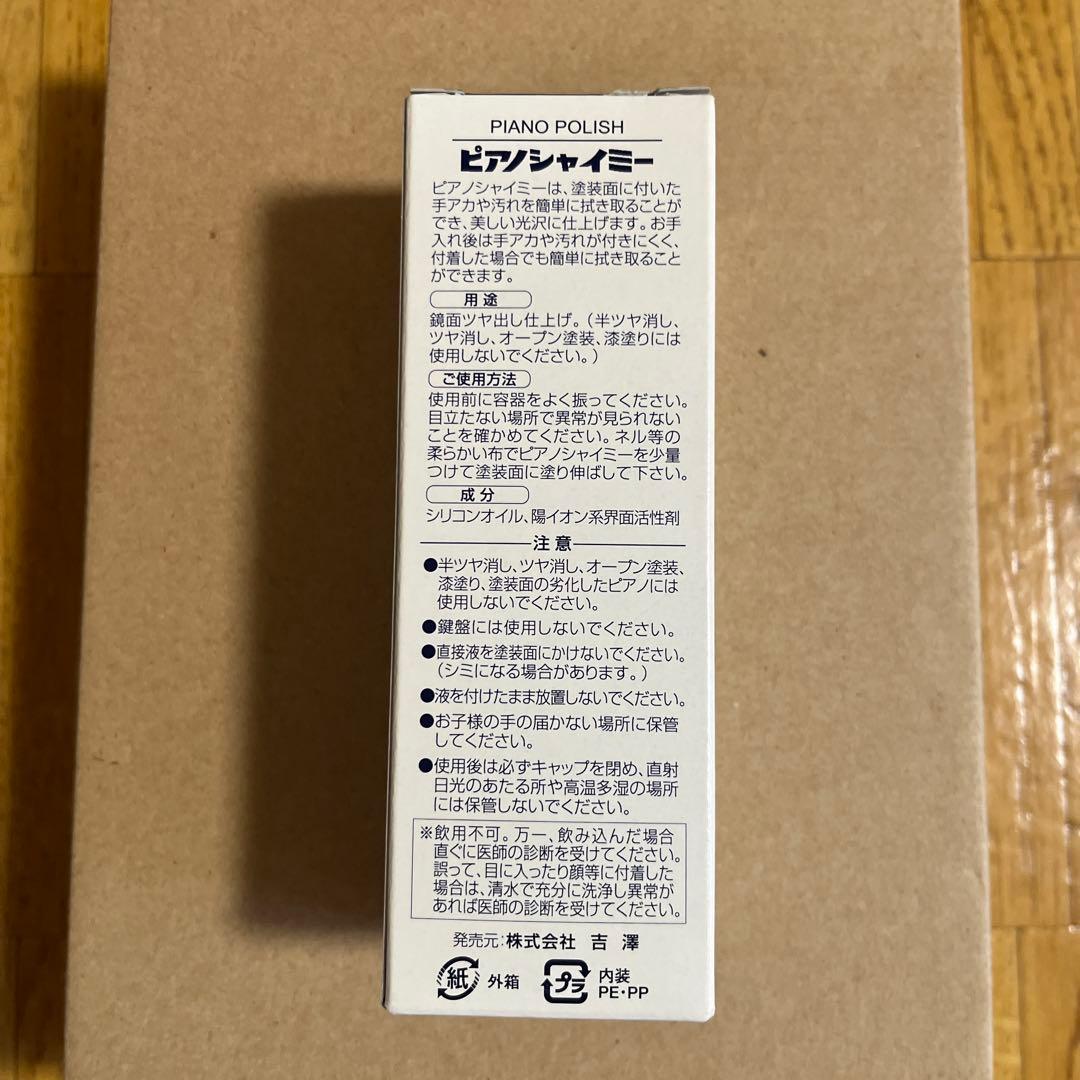 PIANO POLISH
ピアノシャイミー
ピアノシャイミーは、塗装面に付いた
手アカや汚れを簡単に拭き取ることが
でき、美しい光沢に仕上げます。お手
入れ後は手アカや汚れが付きにくく、
付着した場合でも簡単に拭き取ること
ができます。
用途
鏡面ツヤ出し仕上げ。(半ツヤ消し、
ツヤ消し、オープン塗装、漆塗りには
使用しないでください。)
ご使用方法
使用前に容器をよく振ってください。
目立たない場所で異常が見られない
ことを確かめてください。ネル等の
柔らかい布でピアノシャイミーを少量
つけて塗装面に塗り伸ばして下さい。
成分
シリコンオイル、陽イオン系界面活性剤
注意
●半ツヤ消し、ツヤ消し、オープン塗装、
漆塗り、塗装面の劣化したピアノには
使用しないでください。
●鍵盤には使用しないでください。
●直接液を塗装面にかけないでください。
(シミになる場合があります。)
●液を付けたまま放置しないでください。
●お子様の手の届かない場所に保管
してください。
●使用後は必ずキャップを閉め、直射
日光のあたる所や高温多湿の場所
には保管しないでください。
※飲用不可。万一、飲み込んだ場合
直ぐに医師の診断を受けてください。
誤って、目に入ったり顔等に付着した
場合は、清水で充分に洗浄し異常が
あれば医師の診断を受けてください。
発売元:株式会社 吉澤
紙 外箱 プラ 内装
PE・PP